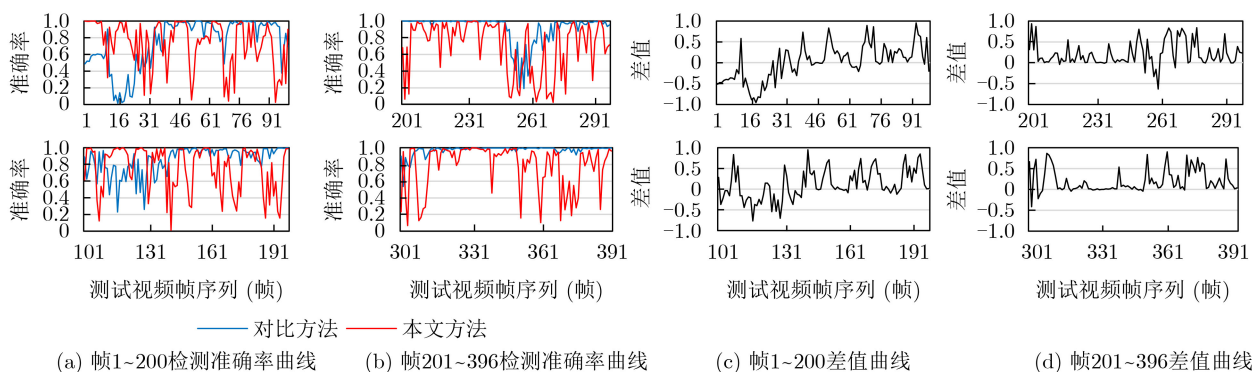 准确率
1.0
0.8
0.6
0.4
0.2
0
1 16 31 46 61 76 91
准确率
1.0
0.8
0.6
0.4
0.2
0
201 231 261 291
差值
1.0
0.5
0
−0.5
−1.0
1 16 31 46 61 76 91
差值
1.0
0.5
0
−0.5
−1.0
201 231 261 291
准确率
1.0
0.8
0.6
0.4
0.2
0
101 131 161 191
准确率
1.0
0.8
0.6
0.4
0.2
0
301 331 361 391
差值
1.0
0.5
0
−0.5
−1.0
101 131 161 191
差值
1.0
0.5
0
−0.5
−1.0
301 331 361 391
测试视频帧序列 (帧)
测试视频帧序列 (帧)
测试视频帧序列 (帧)
测试视频帧序列 (帧)
对比方法 本文方法
(a) 帧1~200检测准确率曲线
(b) 帧201~396检测准确率曲线
(c) 帧1~200差值曲线
(d) 帧201~396差值曲线